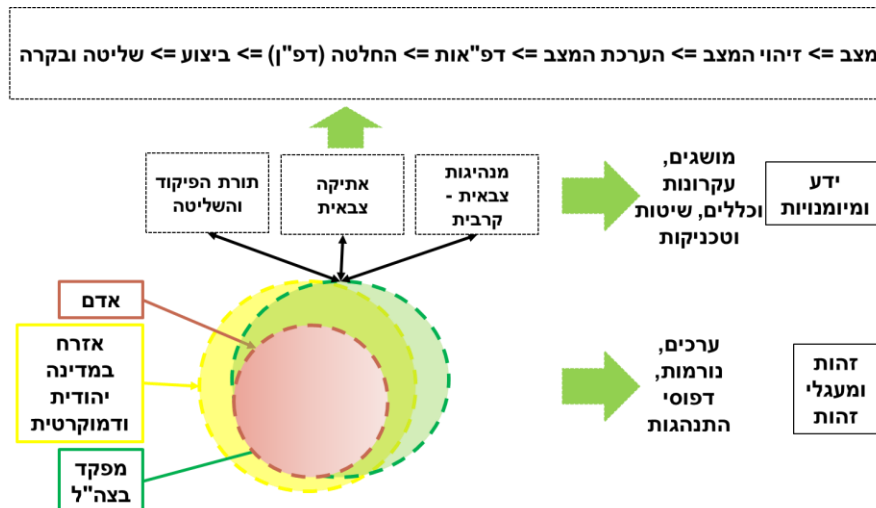 מצב <= זיהוי המצב <= הערכת המצב <= דפ"אות <= החלטה (דפ"ן) <= ביצוע <= שליטה ובקרה
מנהיגות
צבאית -
קרבית
אתיקה
צבאית
תורת הפיקוד
והשליטה
מושגים,
עקרונות
וכללים, שיטות
וטכניקות
ידע
ומיומנויות
אדם
אזרח
במדינה
יהודית
ודמוקרטית
מפקד
בצה"ל
ערכים,
נורמות,
דפוסי
התנהגות
זהות
ומעגלי
זהות